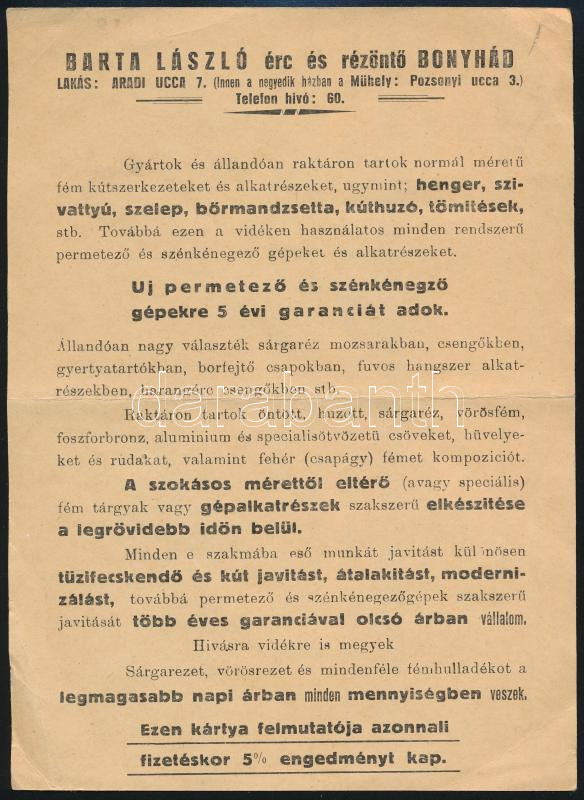 BARTA LÁSZLÓ érc és rézöntő BONYHÁD
LAKÁS: ARADI UCCA 7. (Innen a negyedik házban a Mühely: Pozsonyi ucca 3.)
Telefon hivó: 60.
Gyártok és állandóan raktáron tartok normál méretű
fém kútszerkezeteket és alkatrészeket, ugymint; henger, szi-
vattyú, szelep, bőrmandzsetta, kúthuzó, tömitések,
stb. Továbbá ezen a vidéken használatos minden rendszerű
permetező és szénkénegező gépeket és alkatrészeket.
Uj permetező és szénkénegző
gépekre 5 évi garanciát adok.
Állandóan nagy választék sárgaréz mozsarakban, csengőkben,
gyertyatartókban, borfejtő csapokban, fuvos hangszer alkat-
részekben, harangérc csengőkben stb.
Raktáron tartok öntött, huzott, sárgaréz, vörösfém,
foszforbronz, aluminium és specialisötvözetü csöveket, hüvelye-
ket és rudakat, valamint fehér (csapágy) fémet kompoziciót.
A szokásos mérettől eltérő (avagy speciális)
fém tárgyak vagy gépalkatrészek szakszerű elkészitése
a legrövidebb időn belül.
Minden e szakmába eső munkát javitást különösen
tüzifecskendő és kút javitást, átalakitást, moderni-
zálást, továbbá permetező és szénkénegezőgépek szakszerű
javitását több éves garanciával olcsó árban vállalom.
Hivásra vidékre is megyek
Sárgarezet, vörösrezet és mindenféle fémhulladékot a
legmagasabb napi árban minden mennyiségben veszek.
Ezen kártya felmutatója azonnali
fizetéskor 5% engedményt kap.
darabanth